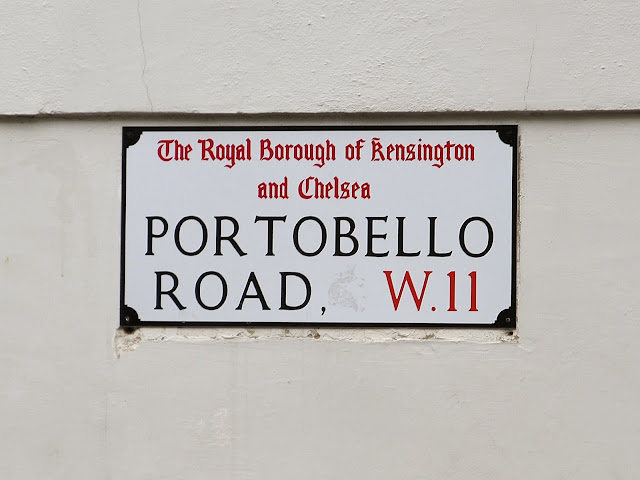 The Royal Borough of Kensington
and Chelsea
PORTOBELLO
ROAD, W.11